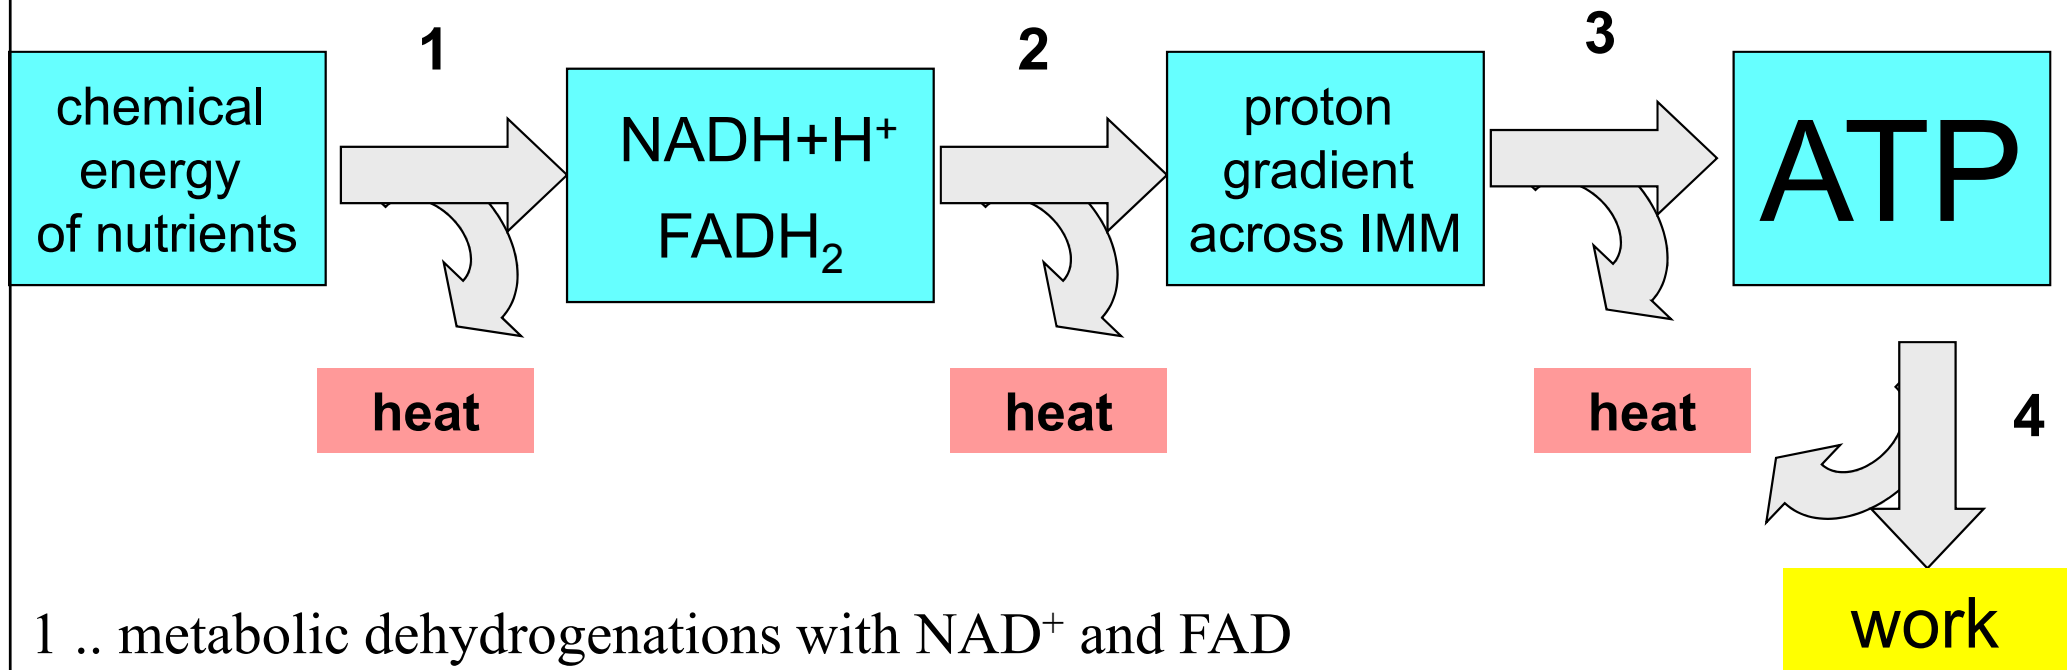 1
2
3
chemical
energy
of nutrients
NADH+H⁺
FADH₂
proton
gradient
across IMM
ATP
heat
heat
heat
4
work
1 .. metabolic dehydrogenations with NAD⁺ and FAD